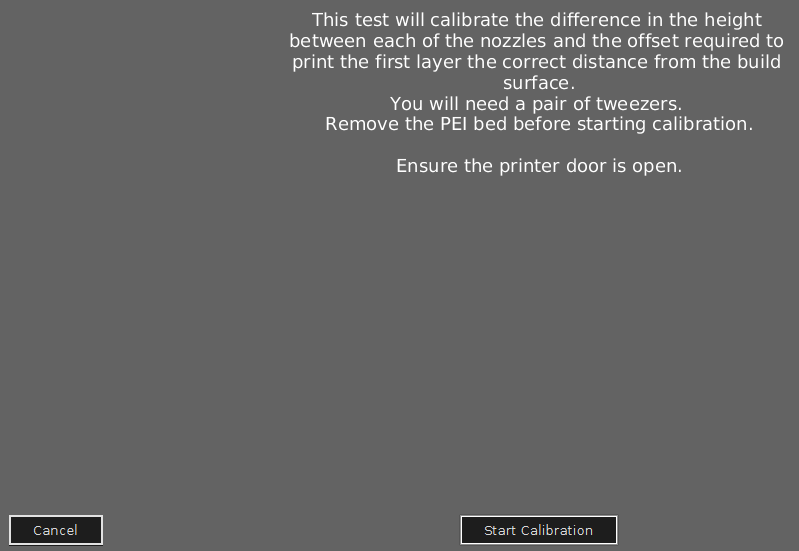 This test will calibrate the difference in the height
between each of the nozzles and the offset required to
print the first layer the correct distance from the build
surface.
You will need a pair of tweezers.
Remove the PEI bed before starting calibration.
Ensure the printer door is open.
Cancel
Start Calibration